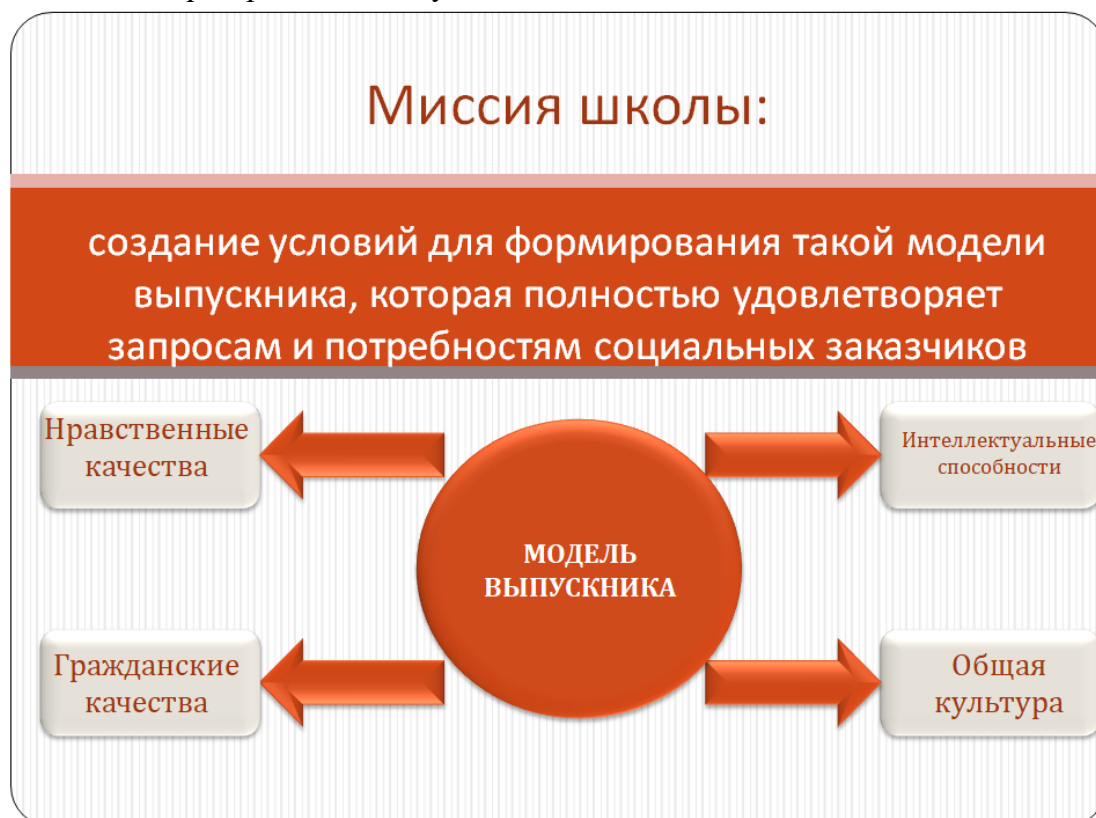 Миссия школы:
создание условий для формирования такой модели
выпускника, которая полностью удовлетворяет
запросам и потребностям социальных заказчиков
Нравственные
качества
Интеллектуальные
способности
МОДЕЛЬ
ВЫПУСКНИКА
Гражданские
качества
Общая
культура